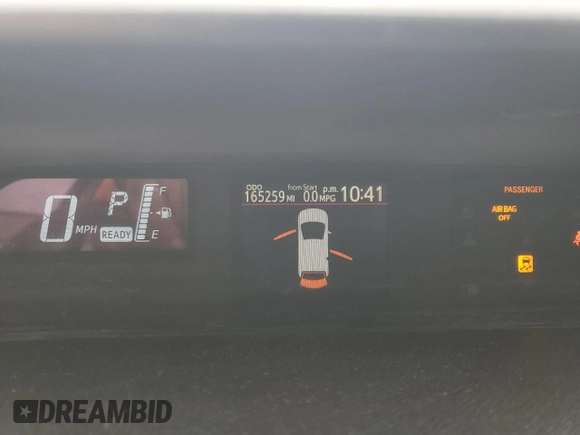 ODO from Start p.m.
165259 MI 0.0 MPG 10:41
0 MPH P READY F E
PASSENGER
AIR BAG
OFF
DREAMBID